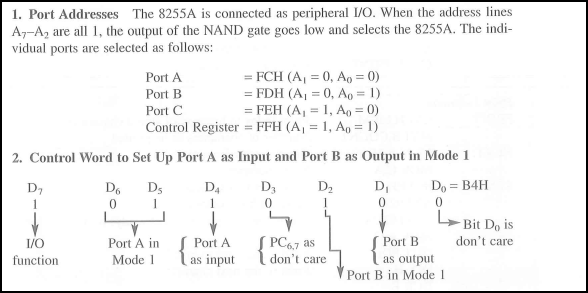 1. Port Addresses The 8255A is connected as peripheral I/O. When the address lines
A₇–A₂ are all 1, the output of the NAND gate goes low and selects the 8255A. The indi-
vidual ports are selected as follows:
Port A = FCH (A₁ = 0, A₀ = 0)
Port B = FDH (A₁ = 0, A₀ = 1)
Port C = FEH (A₁ = 1, A₀ = 0)
Control Register = FFH (A₁ = 1, A₀ = 1)
2. Control Word to Set Up Port A as Input and Port B as Output in Mode 1
D₇ D₆ D₅ D₄ D₃ D₂ D₁ D₀ = B4H
1 0 1 1 0 1 0 0
Bit D₀ is
I/O Port A in Port A PC₆,₇ as Port B don't care
function Mode 1 as input don't care as output
Port B in Mode 1